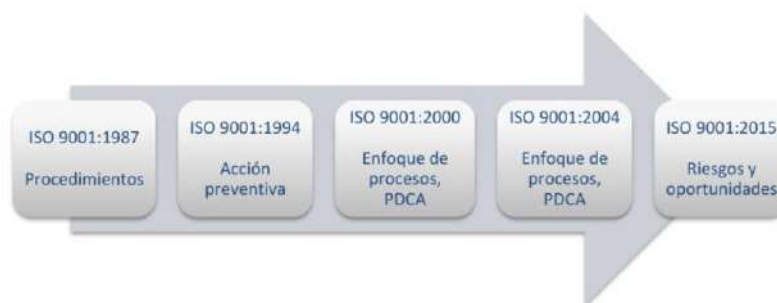 ISO 9001:1987
Procedimientos
ISO 9001:1994
Acción
preventiva
ISO 9001:2000
Enfoque de
procesos,
PDCA
ISO 9001:2004
Enfoque de
procesos,
PDCA
ISO 9001:2015
Riesgos y
oportunidades